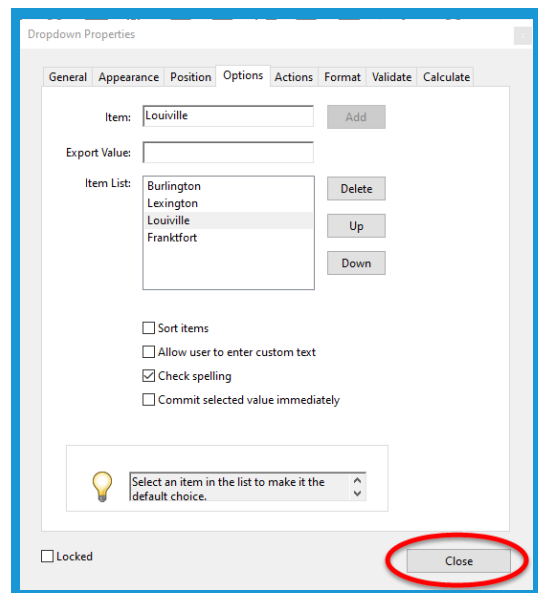 Dropdown Properties
General Appearance Position Options Actions Format Validate Calculate
Item: Louiville Add
Export Value:
Item List: Burlington Delete
Lexington
Louiville Up
Franktfort
Down
Sort items
Allow user to enter custom text
Check spelling
Commit selected value immediately
Select an item in the list to make it the
default choice.
Locked
Close